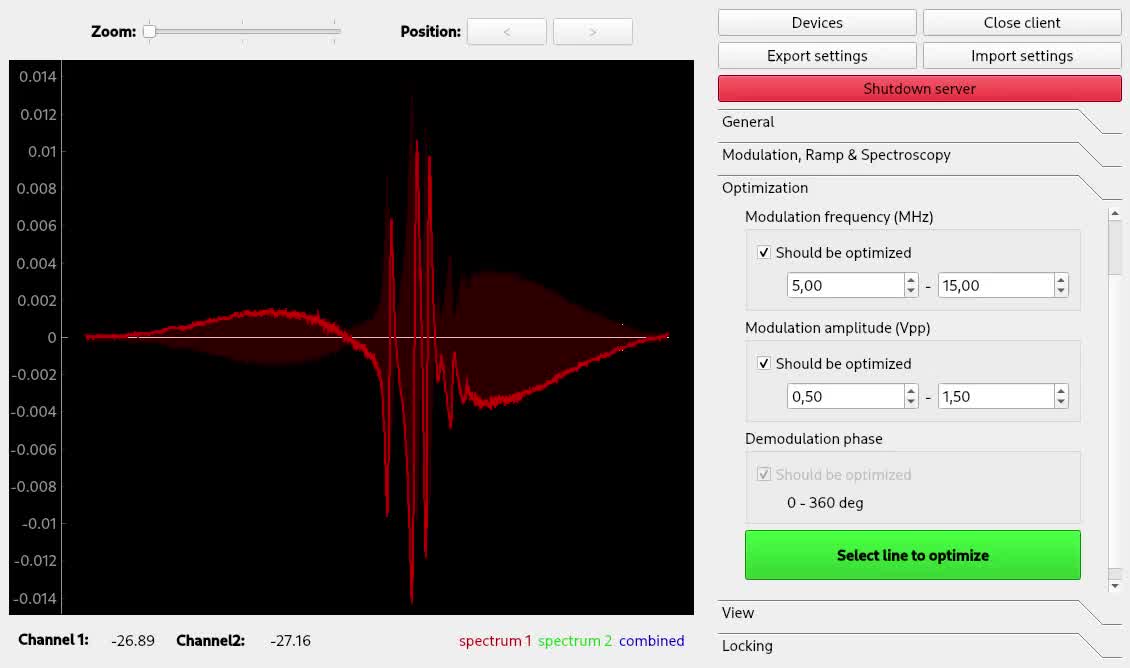 Zoom:
Position:
<
>
0.014
0.012
0.01
0.008
0.006
0.004
0.002
0
-0.002
-0.004
-0.006
-0.008
-0.01
-0.012
-0.014
Channel 1: -26.89 Channel2: -27.16
spectrum 1 spectrum 2 combined
Devices
Close client
Export settings
Import settings
Shutdown server
General
Modulation, Ramp & Spectroscopy
Optimization
Modulation frequency (MHz)
Should be optimized
5,00 - 15,00
Modulation amplitude (Vpp)
Should be optimized
0,50 - 1,50
Demodulation phase
Should be optimized
0 - 360 deg
Select line to optimize
View
Locking